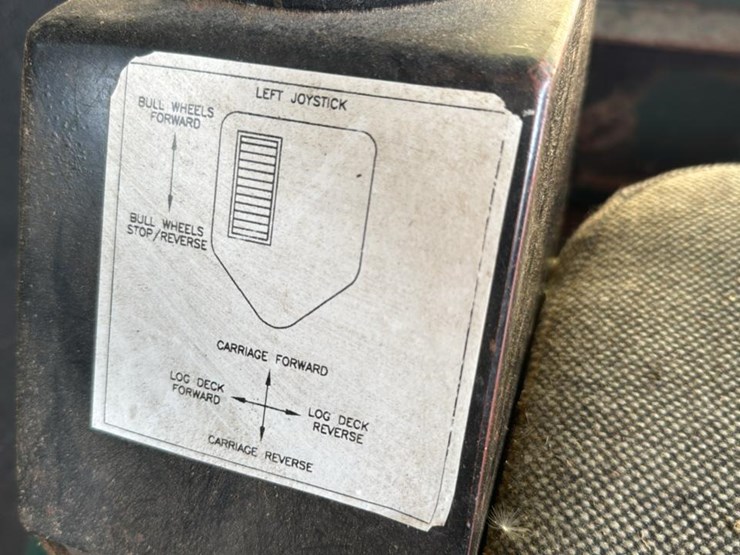 LEFT JOYSTICK
BULL WHEELS
FORWARD
BULL WHEELS
STOP/REVERSE
CARRIAGE FORWARD
LOG DECK
FORWARD
LOG DECK
REVERSE
CARRIAGE REVERSE